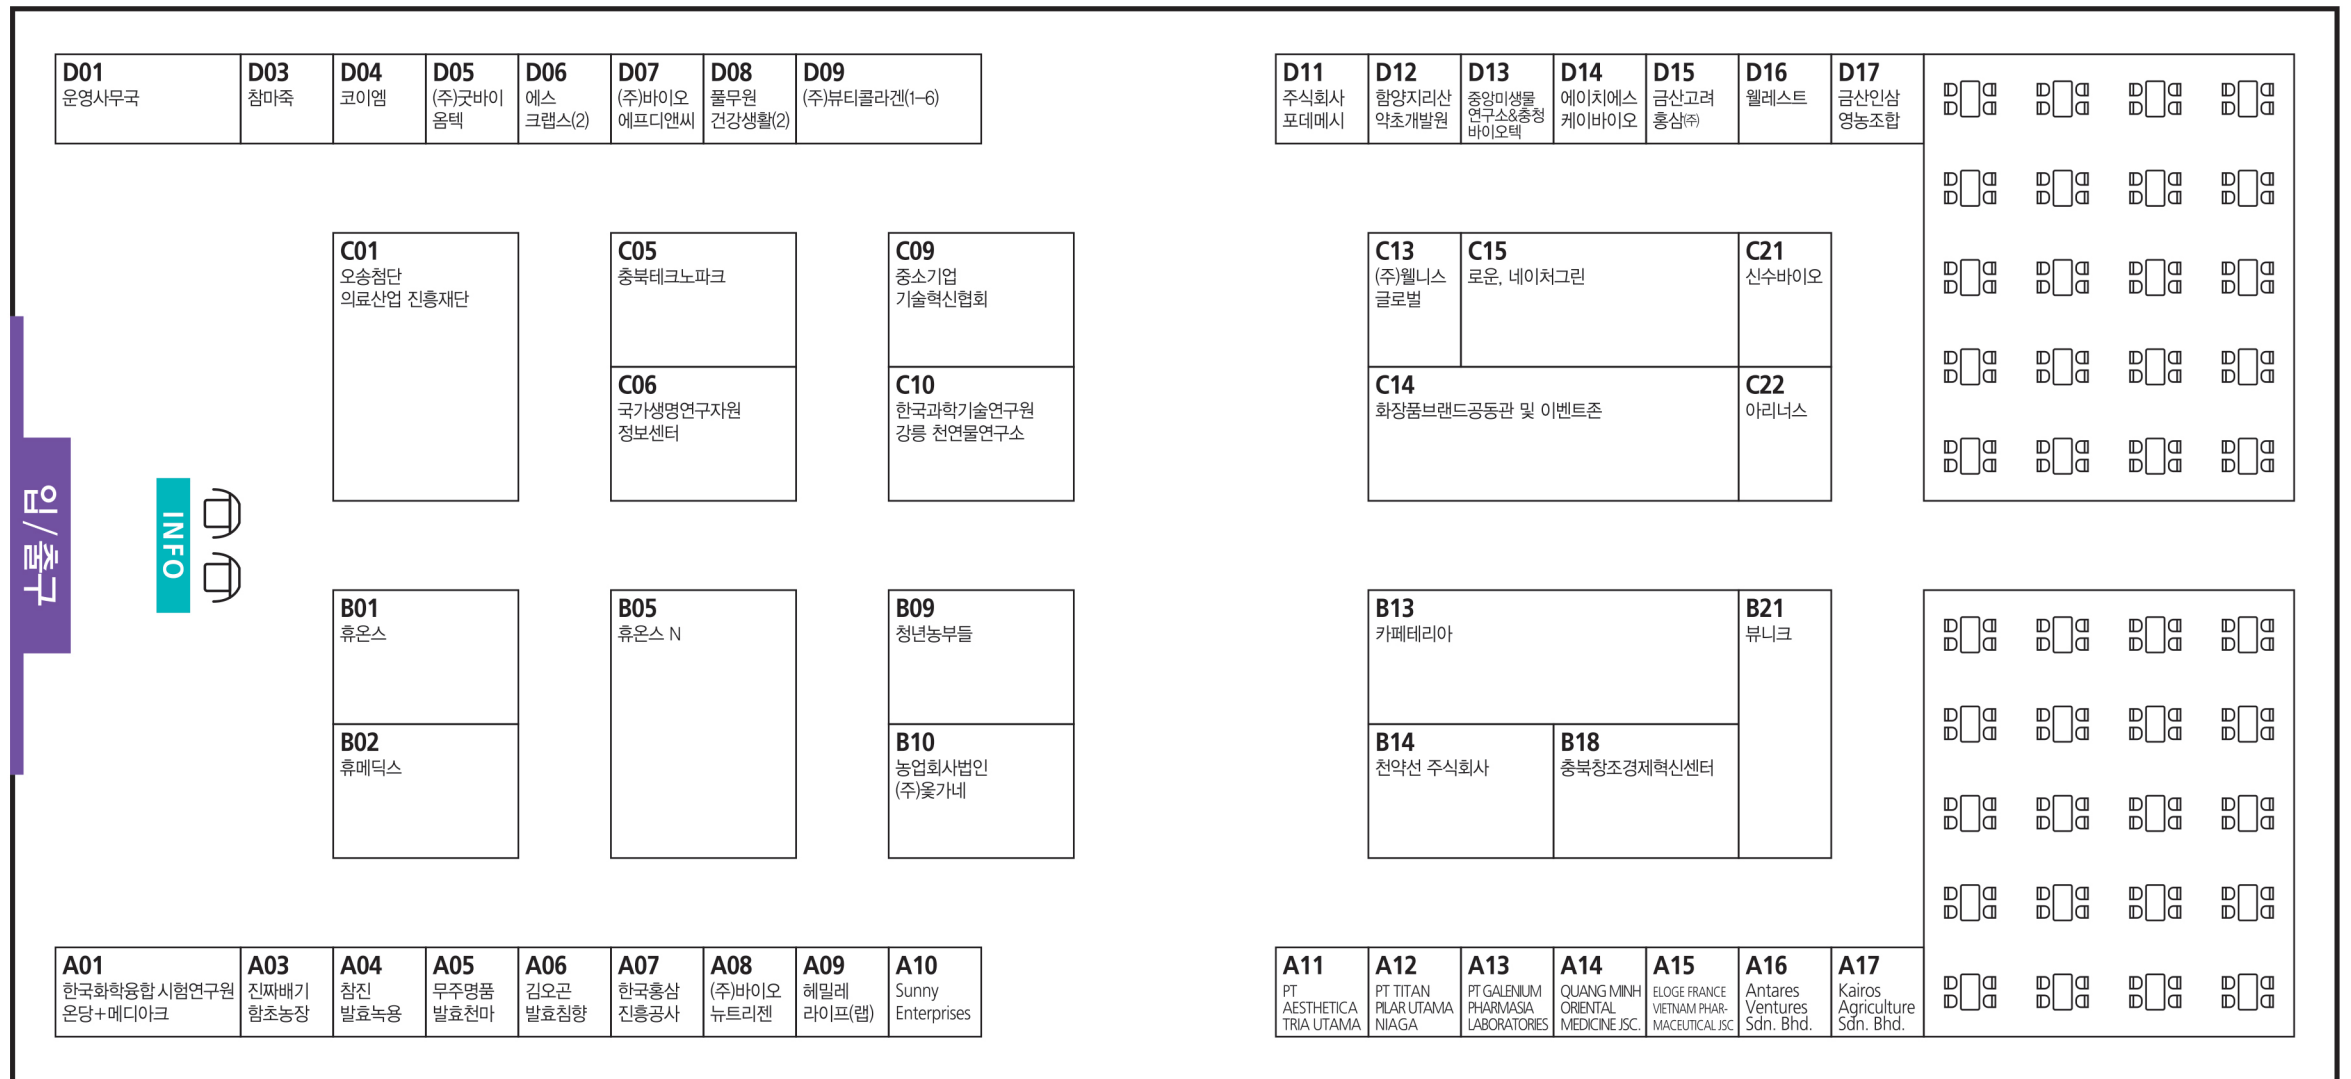 D01
운영사무국
D03
참마죽
D04
코이엠
D05
(주)굿바이
옴텍
D06
에스
크랩스(2)
D07
(주)바이오
에프디앤씨
D08
풀무원
건강생활(2)
D09
(주)뷰티콜라겐(1-6)
D11
주식회사
포데메시
D12
함양지리산
약초개발원
D13
중앙미생물
연구소&충청
바이오텍
D14
에이치에스
케이바이오
D15
금산고려
홍삼㈜
D16
웰레스트
D17
금산인삼
영농조합
C01
오송첨단
의료산업 진흥재단
C05
충북테크노파크
C09
중소기업
기술혁신협회
C13
(주)웰니스
글로벌
C15
로운, 네이처그린
C21
신수바이오
C06
국가생명연구자원
정보센터
C10
한국과학기술연구원
강릉 천연물연구소
C14
화장품브랜드공동관 및 이벤트존
C22
아리너스
입/출구
INFO
B01
휴온스
B05
휴온스 N
B09
청년농부들
B13
카페테리아
B21
뷰니크
B02
휴메딕스
B10
농업회사법인
(주)옻가네
B14
천약선 주식회사
B18
충북창조경제혁신센터
A01
한국화학융합 시험연구원
온당+메디아크
A03
진짜배기
함초농장
A04
참진
발효녹용
A05
무주명품
발효천마
A06
김오곤
발효침향
A07
한국홍삼
진흥공사
A08
(주)바이오
뉴트리젠
A09
헤밀레
라이프(랩)
A10
Sunny
Enterprises
A11
PT
AESTHETICA
TRIA UTAMA
A12
PT TITAN
PILAR UTAMA
NIAGA
A13
PT GALENIUM
PHARMASIA
LABORATORIES
A14
QUANG MINH
ORIENTAL
MEDICINE JSC.
A15
ELOGE FRANCE
VIETNAM PHAR-
MACEUTICAL JSC
A16
Antares
Ventures
Sdn. Bhd.
A17
Kairos
Agriculture
Sdn. Bhd.